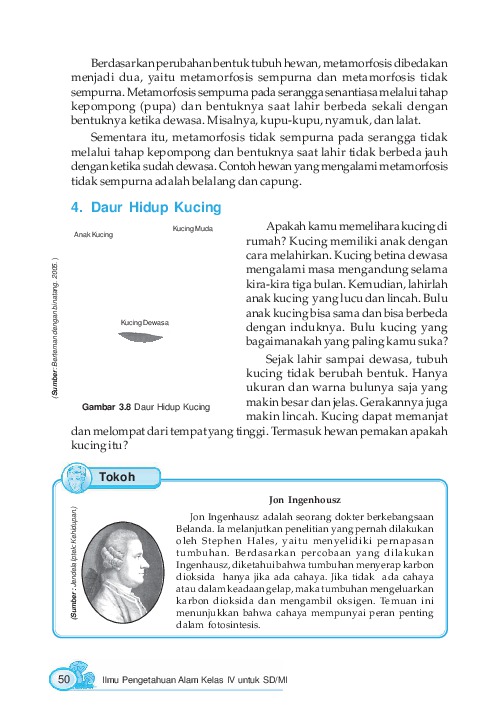 Berdasarkan perubahan bentuk tubuh hewan, metamorfosis dibedakan
menjadi dua, yaitu metamorfosis sempurna dan metamorfosis tidak
sempurna. Metamorfosis sempurna pada serangga senantiasa melalui tahap
kepompong (pupa) dan bentuknya saat lahir berbeda sekali dengan
bentuknya ketika dewasa. Misalnya, kupu-kupu, nyamuk, dan lalat.
Sementara itu, metamorfosis tidak sempurna pada serangga tidak
melalui tahap kepompong dan bentuknya saat lahir tidak berbeda jauh
dengan ketika sudah dewasa. Contoh hewan yang mengalami metamorfosis
tidak sempurna adalah belalang dan capung.
4. Daur Hidup Kucing
Anak Kucing
Kucing Muda
Kucing Dewasa
(Sumber: Berteman dengan binatang. 2005.)
Gambar 3.8 Daur Hidup Kucing
Apakah kamu memelihara kucing di
rumah? Kucing memiliki anak dengan
cara melahirkan. Kucing betina dewasa
mengalami masa mengandung selama
kira-kira tiga bulan. Kemudian, lahirlah
anak kucing yang lucu dan lincah. Bulu
anak kucing bisa sama dan bisa berbeda
dengan induknya. Bulu kucing yang
bagaimanakah yang paling kamu suka?
Sejak lahir sampai dewasa, tubuh
kucing tidak berubah bentuk. Hanya
ukuran dan warna bulunya saja yang
makin besar dan jelas. Gerakannya juga
makin lincah. Kucing dapat memanjat
dan melompat dari tempat yang tinggi. Termasuk hewan pemakan apakah
kucing itu?
Tokoh
(Sumber: Jendela Iptek Kehidupan)
Jon Ingenhousz
Jon Ingenhausz adalah seorang dokter berkebangsaan
Belanda. Ia melanjutkan penelitian yang pernah dilakukan
oleh Stephen Hales, yaitu menyelidiki pernapasan
tumbuhan. Berdasarkan percobaan yang dilakukan
Ingenhausz, diketahui bahwa tumbuhan menyerap karbon
dioksida hanya jika ada cahaya. Jika tidak ada cahaya
atau dalam keadaan gelap, maka tumbuhan mengeluarkan
karbon dioksida dan mengambil oksigen. Temuan ini
menunjukkan bahwa cahaya mempunyai peran penting
dalam fotosintesis.
50
Ilmu Pengetahuan Alam Kelas IV untuk SD/MI